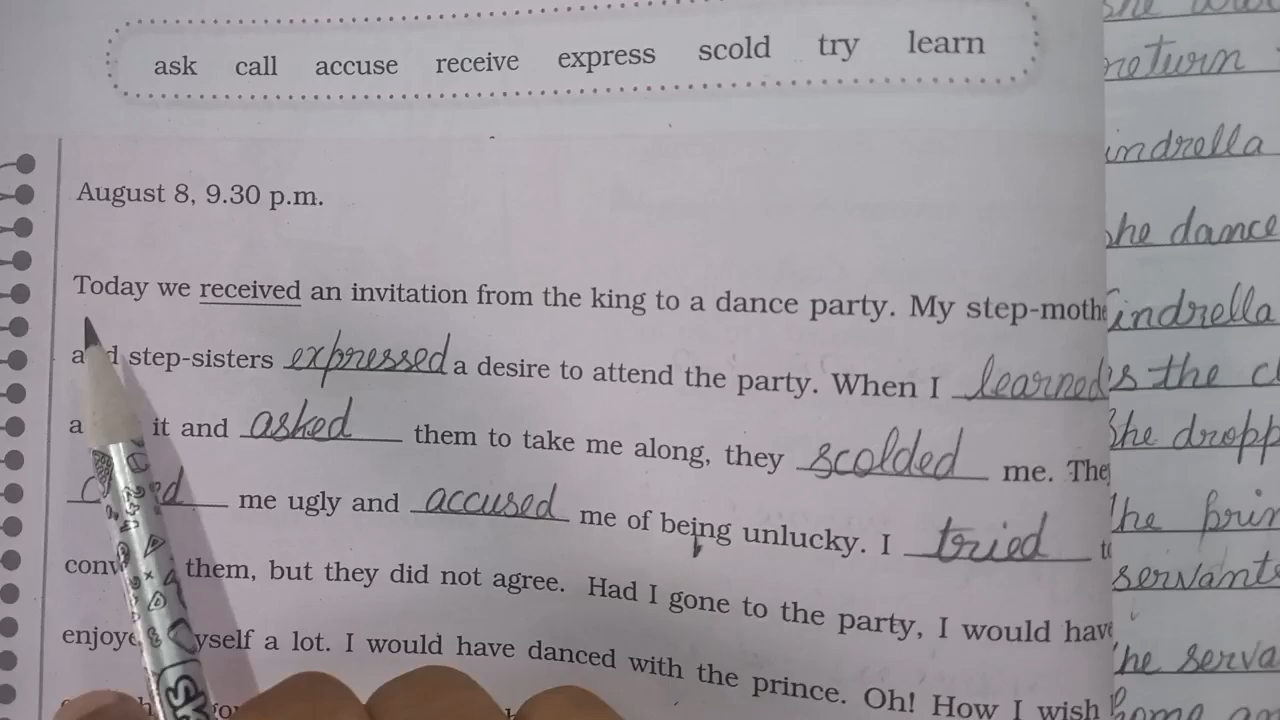 ask call accuse receive express scold try learn
August 8, 9.30 p.m.
Today we received an invitation from the king to a dance party. My step-moth
step-sisters expressed a desire to attend the party. When I learned
it and asked them to take me along, they scolded me. The
me ugly and accused me of being unlucky. I tried
them, but they did not agree. Had I gone to the party, I would have
a lot. I would have danced with the prince. Oh! How I wish
return
indrella
he dance
indrella
s the
he dropp
he prin
servants
he serva